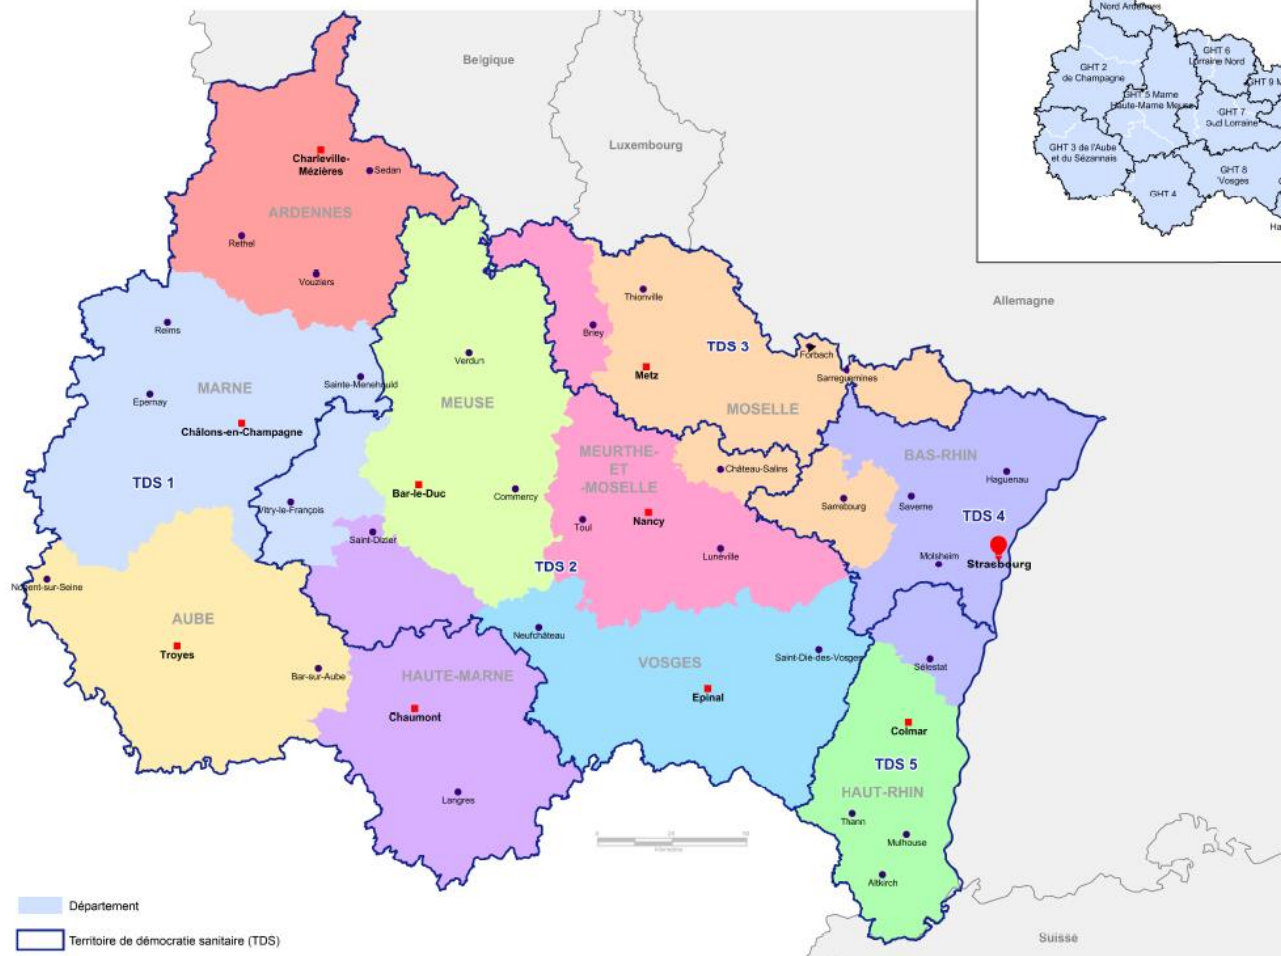 Nord Ardennes
GHT 6
Lorraine Nord
GHT 2
de Champagne
GHT 9 M
GHT 5 Marne
Haute-Marne Meuse
GHT 7
Sud Lorraine
GHT 3 de l'Aube
et du Sézannais
GHT 8
Vosges
GHT 4
Ha
Belgique
Luxembourg
Allemagne
Suisse
Charleville-
Mézières
Sedan
ARDENNES
Rethel
Vouziers
Reims
MARNE
Sainte-Menehould
Epernay
Châlons-en-Champagne
TDS 1
Vitry-le-François
Verdun
MEUSE
Bar-le-Duc
Commercy
Saint-Dizier
Thionville
Briey
TDS 3
Metz
Forbach
Sarreguemines
MOSELLE
MEURTHE-
ET
-MOSELLE
Château-Salins
Toul
Nancy
Lunéville
Sarrebourg
BAS-RHIN
Haguenau
Saverne
TDS 4
Molsheim
Strasbourg
TDS 2
Nogent-sur-Seine
AUBE
Troyes
Bar-sur-Aube
Neufchâteau
VOSGES
Saint-Dié-des-Vosges
Epinal
HAUTE-MARNE
Chaumont
Langres
Sélestat
Colmar
TDS 5
HAUT-RHIN
Thann
Mulhouse
Altkirch
Département
Territoire de démocratie sanitaire (TDS)